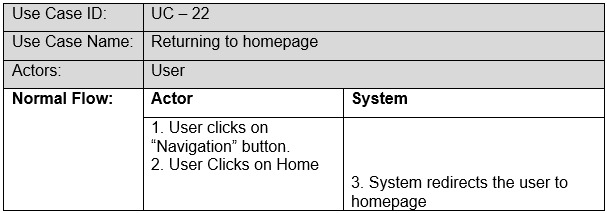 Use Case ID: UC – 22
Use Case Name: Returning to homepage
Actors: User
Normal Flow: Actor System
1. User clicks on
“Navigation” button.
2. User Clicks on Home
3. System redirects the user to
homepage